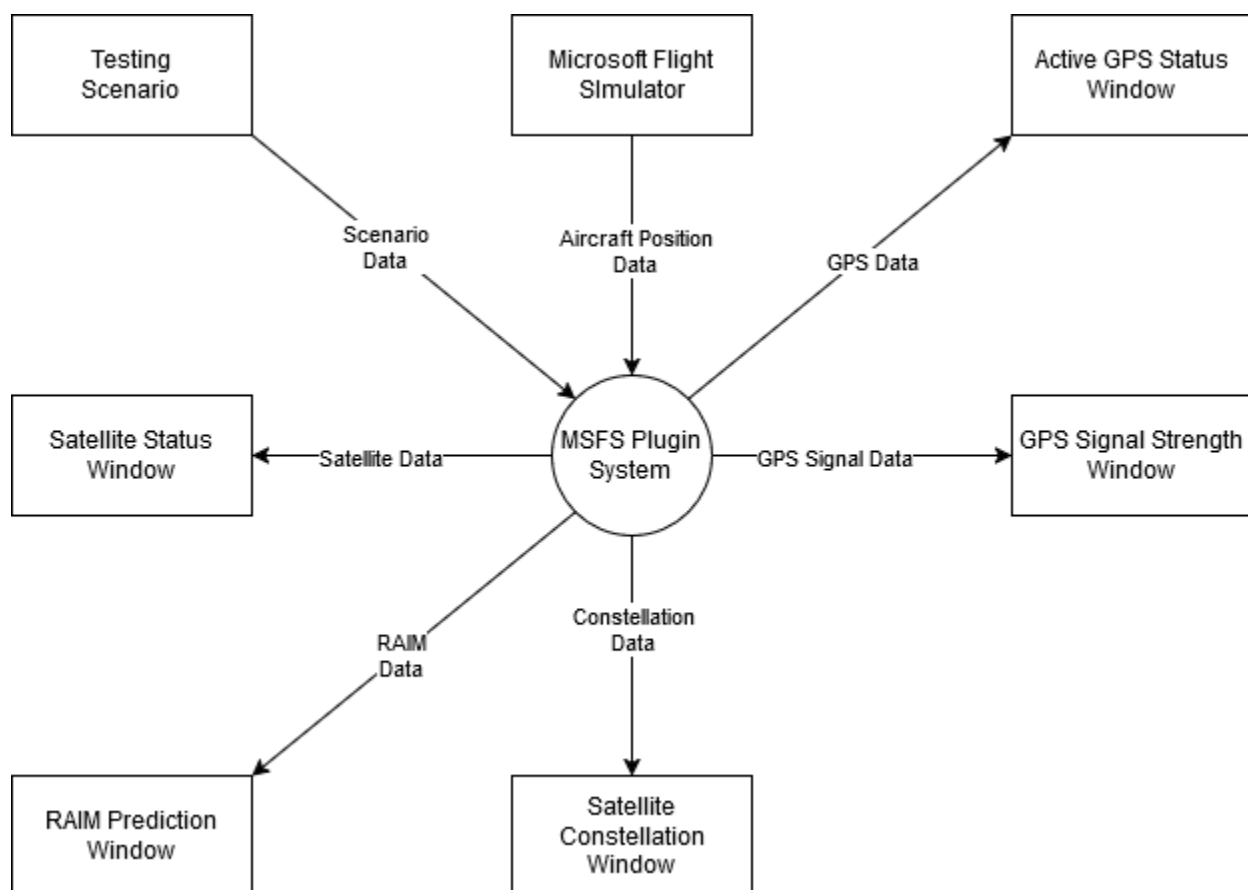 Testing
Scenario
Microsoft Flight
SImulator
Active GPS Status
Window
Scenario
Data
Aircraft Position
Data
GPS Data
Satellite Status
Window
Satellite Data
MSFS Plugin
System
GPS Signal Data
GPS Signal Strength
Window
RAIM
Data
Constellation
Data
RAIM Prediction
Window
Satellite
Constellation
Window